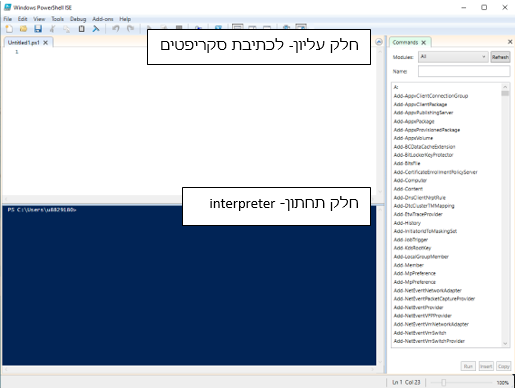 Windows PowerShell ISE
File Edit View Tools Debug Add-ons Help
Untitled1.ps1 X
1
חלק עליון- לכתיבת סקריפטים
PS C:\Users\u8829180>
חלק תחתון- interpreter
Commands X
Modules: All Refresh
Name:
A:
Add-AppvClientConnectionGroup
Add-AppvClientPackage
Add-AppvPublishingServer
Add-AppxPackage
Add-AppxProvisionedPackage
Add-AppxVolume
Add-BCDataCacheExtension
Add-BitLockerKeyProtector
Add-BitsFile
Add-CertificateEnrollmentPolicyServer
Add-Computer
Add-Content
Add-DnsClientNrptRule
Add-DtcClusterTMMapping
Add-EtwTraceProvider
Add-History
Add-InitiatorIdToMaskingSet
Add-JobTrigger
Add-KdsRootKey
Add-LocalGroupMember
Add-Member
Add-MpPreference
Add-MpPreference
Add-NetEventNetworkAdapter
Add-NetEventPacketCaptureProvider
Add-NetEventProvider
Add-NetEventVFPProvider
Add-NetEventVmNetworkAdapter
Add-NetEventVmSwitch
Add-NetEventVmSwitchProvider
Run Insert Copy
Ln 1 Col 23 100%